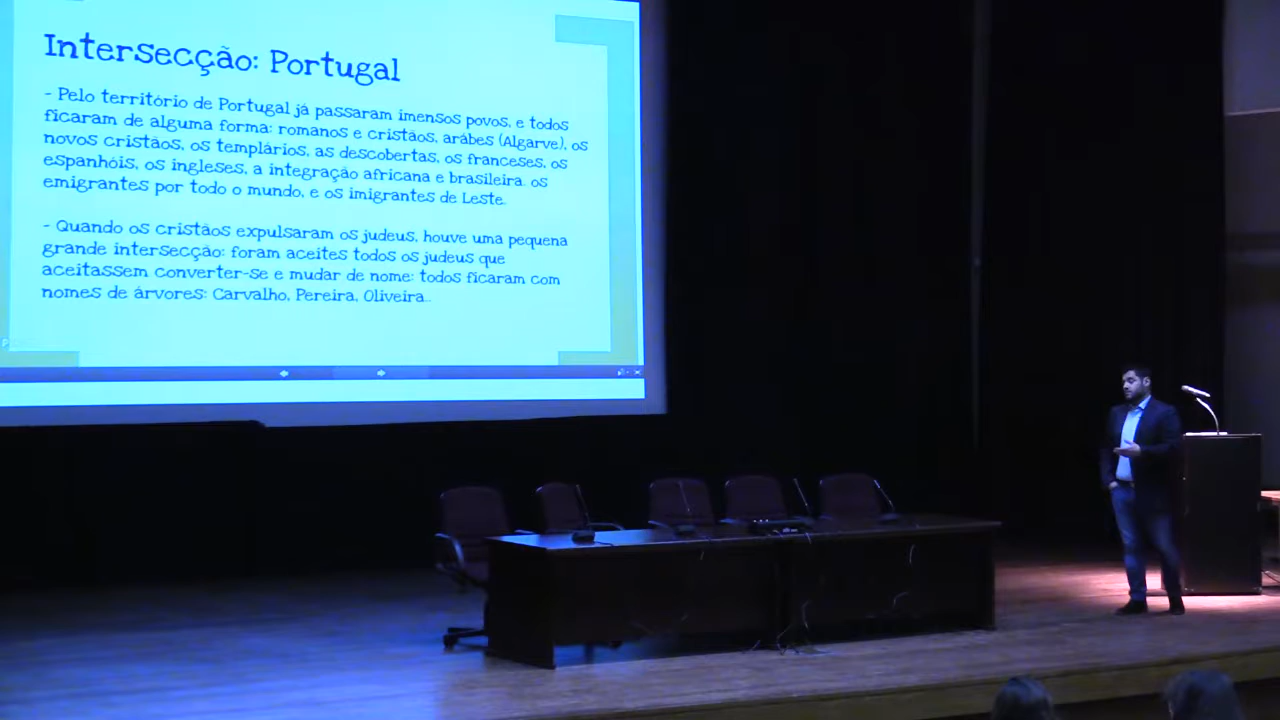 Intersecção: Portugal
- Pelo território de Portugal já passaram imensos povos, e todos
ficaram de alguma forma: romanos e cristãos, arábes (Algarve), os
novos cristãos, os templários, as descobertas, os franceses, os
espanhóis, os ingleses, a integração africana e brasileira. os
emigrantes por todo o mundo, e os imigrantes de Leste.
- Quando os cristãos expulsaram os judeus, houve uma pequena
grande intersecção: foram aceites todos os judeus que
aceitassem converter-se e mudar de nome: todos ficaram com
nomes de árvores: Carvalho, Pereira, Oliveira..